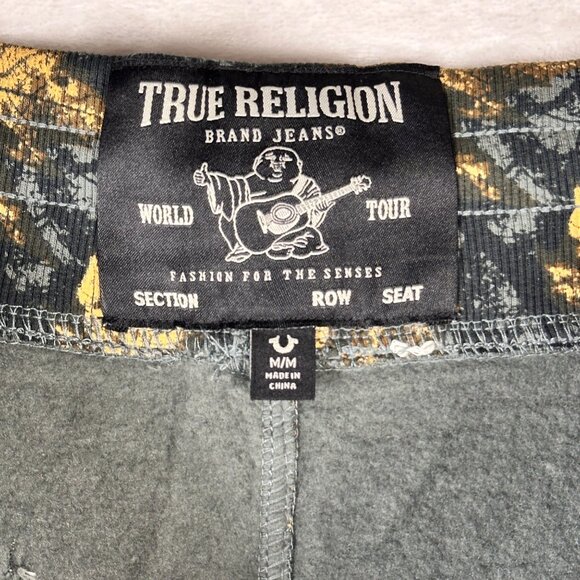 TRUE RELIGION
BRAND JEANS®
WORLD TOUR
FASHION FOR THE SENSES
SECTION ROW SEAT
M/M
MADE IN
CHINA